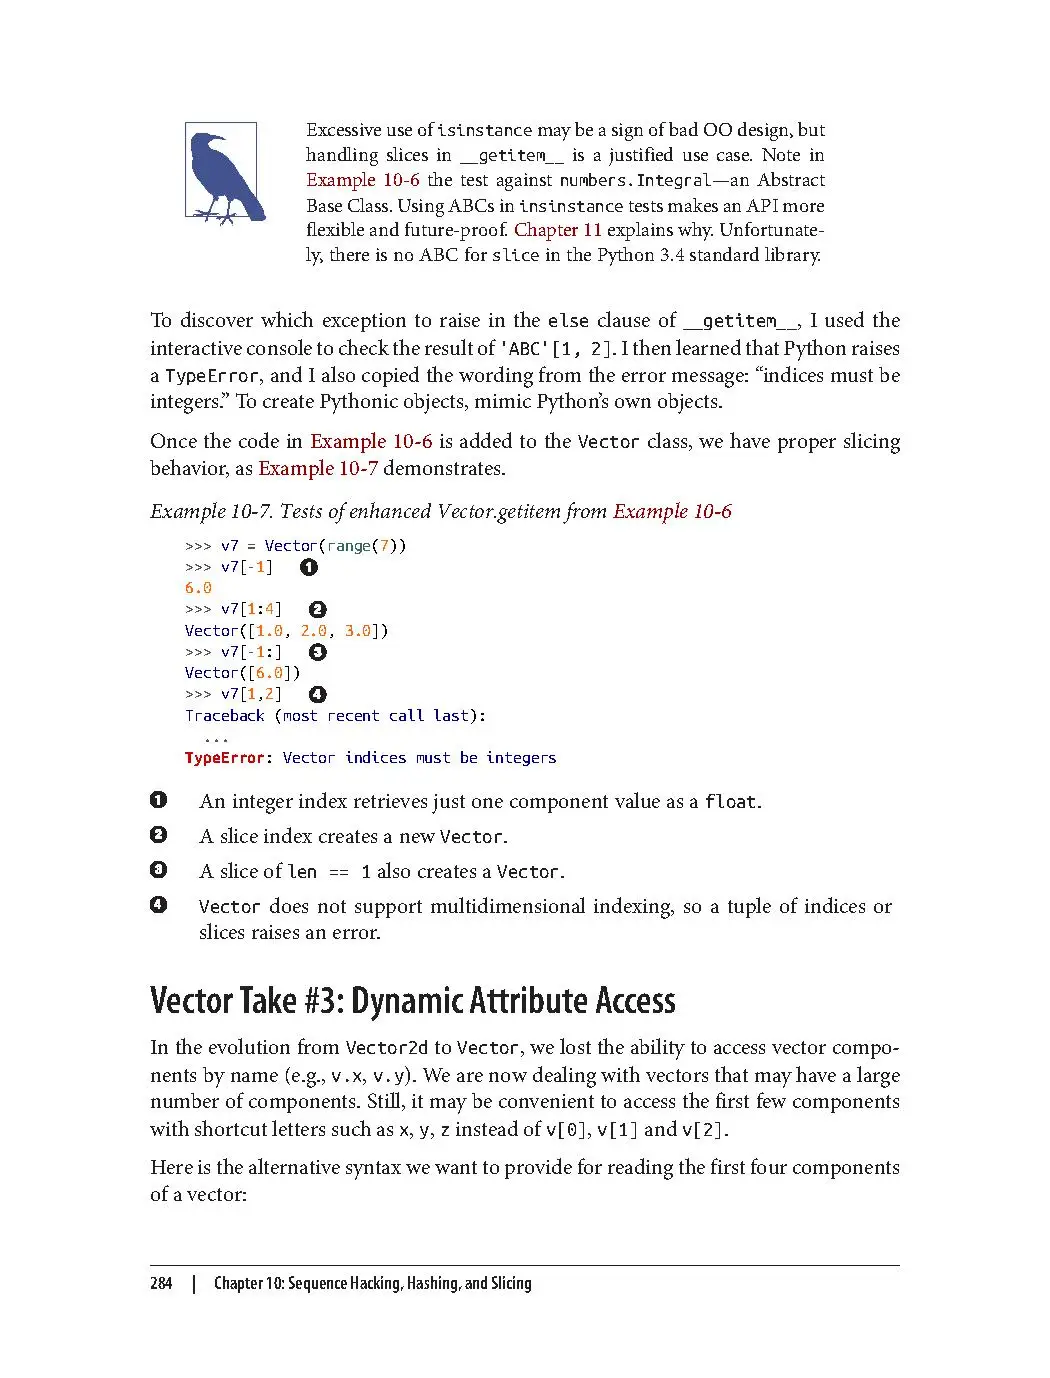 Excessive use of isinstance may be a sign of bad OO design, but
handling slices in __getitem__ is a justified use case. Note in
Example 10-6 the test against numbers.Integral—an Abstract
Base Class. Using ABCs in insinstance tests makes an API more
flexible and future-proof. Chapter 11 explains why. Unfortunate-
ly, there is no ABC for slice in the Python 3.4 standard library.
To discover which exception to raise in the else clause of __getitem__, I used the
interactive console to check the result of 'ABC'[1, 2]. I then learned that Python raises
a TypeError, and I also copied the wording from the error message: “indices must be
integers.” To create Pythonic objects, mimic Python’s own objects.
Once the code in Example 10-6 is added to the Vector class, we have proper slicing
behavior, as Example 10-7 demonstrates.
Example 10-7. Tests of enhanced Vector.getitem from Example 10-6
>>> v7 = Vector(range(7))
>>> v7[-1] ❶
6.0
>>> v7[1:4] ❷
Vector([1.0, 2.0, 3.0])
>>> v7[-1:] ❸
Vector([6.0])
>>> v7[1,2] ❹
Traceback (most recent call last):
...
TypeError: Vector indices must be integers
❶ An integer index retrieves just one component value as a float.
❷ A slice index creates a new Vector.
❸ A slice of len == 1 also creates a Vector.
❹ Vector does not support multidimensional indexing, so a tuple of indices or
slices raises an error.
Vector Take #3: Dynamic Attribute Access
In the evolution from Vector2d to Vector, we lost the ability to access vector compo-
nents by name (e.g., v.x, v.y). We are now dealing with vectors that may have a large
number of components. Still, it may be convenient to access the first few components
with shortcut letters such as x, y, z instead of v[0], v[1] and v[2].
Here is the alternative syntax we want to provide for reading the first four components
of a vector:
284 | Chapter 10: Sequence Hacking, Hashing, and Slicing